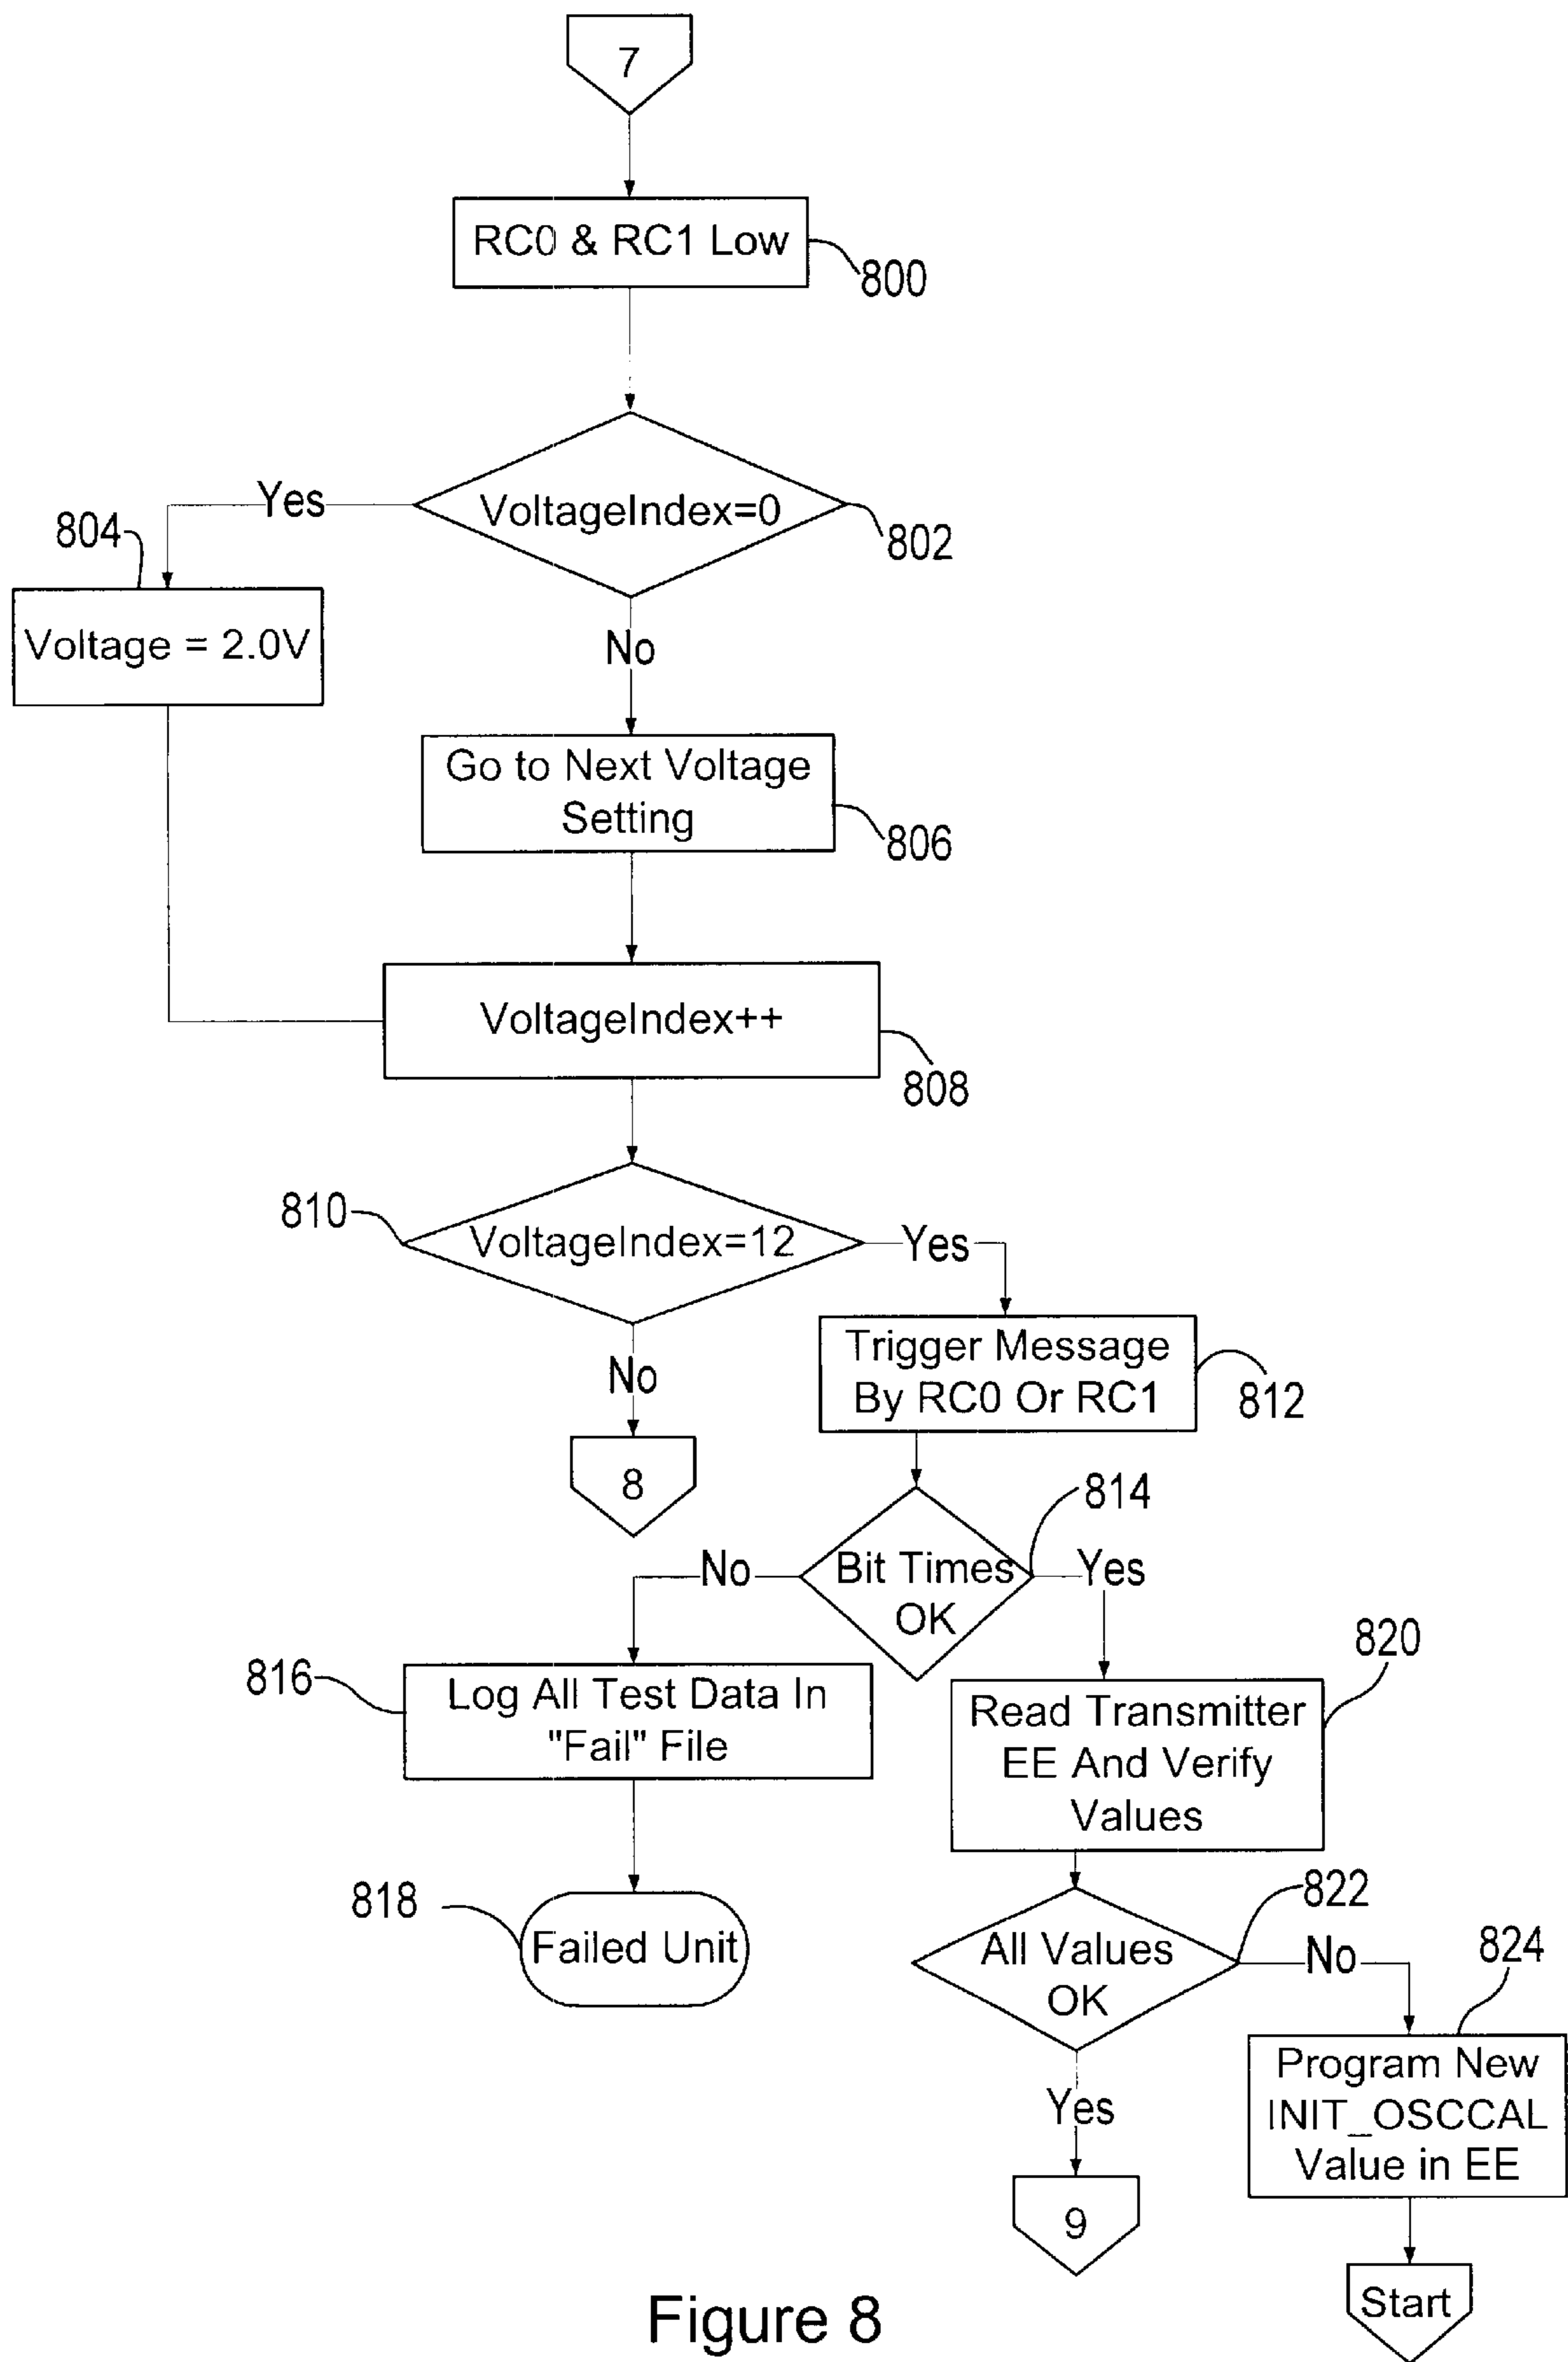 7
RC0 & RC1 Low
800
Yes
VoltageIndex=0
802
804
Voltage = 2.0V
No
Go to Next Voltage
Setting
806
VoltageIndex++
808
810
VoltageIndex=12
Yes
No
Trigger Message
By RC0 Or RC1
812
8
814
No
Bit Times
OK
Yes
816
Log All Test Data In
"Fail" File
820
Read Transmitter
EE And Verify
Values
818
Failed Unit
822
All Values
OK
No
824
Yes
Program New
INIT_OSCCAL
Value in EE
9
Start
Figure 8